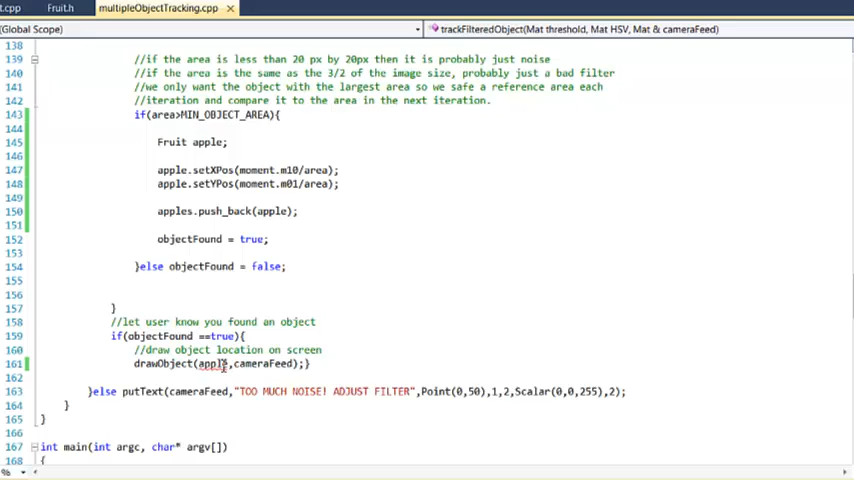 t.cpp Fruit.h multipleObjectTracking.cpp
(Global Scope) trackFilteredObject(Mat threshold, Mat HSV, Mat & cameraFeed)
138
139 //if the area is less than 20 px by 20px then it is probably just noise
140 //if the area is the same as the 3/2 of the image size, probably just a bad filter
141 //we only want the object with the largest area so we safe a reference area each
142 //iteration and compare it to the area in the next iteration.
143 if(area>MIN_OBJECT_AREA){
144
145 Fruit apple;
146
147 apple.setXPos(moment.m10/area);
148 apple.setYPos(moment.m01/area);
149
150 apples.push_back(apple);
151
152 objectFound = true;
153
154 }else objectFound = false;
155
156
157 }
158 //let user know you found an object
159 if(objectFound ==true){
160 //draw object location on screen
161 drawObject(apple,cameraFeed);}
162
163 }else putText(cameraFeed,"TOO MUCH NOISE! ADJUST FILTER",Point(0,50),1,2,Scalar(0,0,255),2);
164 }
165 }
166
167 int main(int argc, char* argv[])
168 {
%